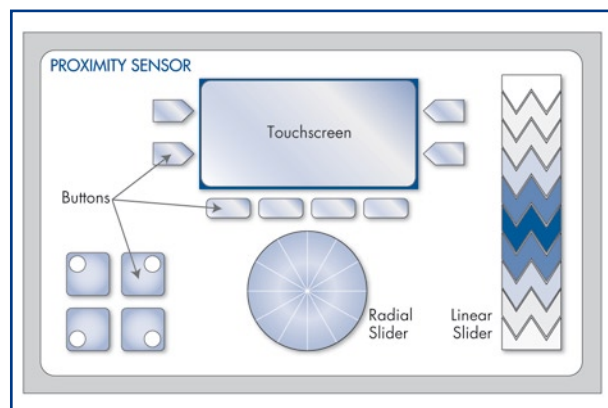 PROXIMITY SENSOR
Touchscreen
Buttons
Radial
Slider
Linear
Slider